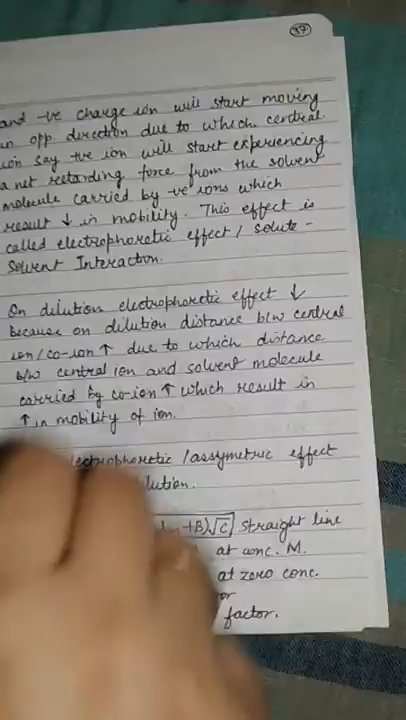 37
and -ve charge ion will start moving
in opp. direction due to which central
ion say +ve ion will start experiencing
a net retarding force from the solvent
molecule carried by -ve ions which
result ↓ in mobility. This effect is
called electrophoretic effect / solute -
Solvent Interaction.
On dilution electrophoretic effect ↓
because on dilution distance b/w central
ion / co-ion ↑ due to which distance
b/w central ion and solvent molecule
carried by co-ion ↑ which result in
↑ in mobility of ion.
lectrophoretic / assymetric effect
lution.
+B)√C] straight line
at conc. M.
at zero conc.
or
factor.